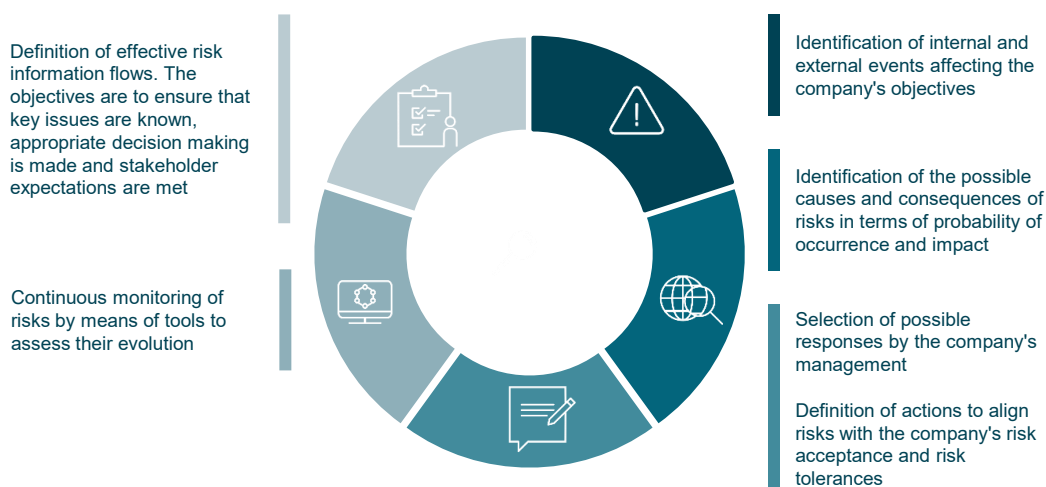 Definition of effective risk
information flows. The
objectives are to ensure that
key issues are known,
appropriate decision making
is made and stakeholder
expectations are met
Continuous monitoring of
risks by means of tools to
assess their evolution
Identification of internal and
external events affecting the
company's objectives
Identification of the possible
causes and consequences of
risks in terms of probability of
occurrence and impact
Selection of possible
responses by the company's
management
Definition of actions to align
risks with the company's risk
acceptance and risk
tolerances